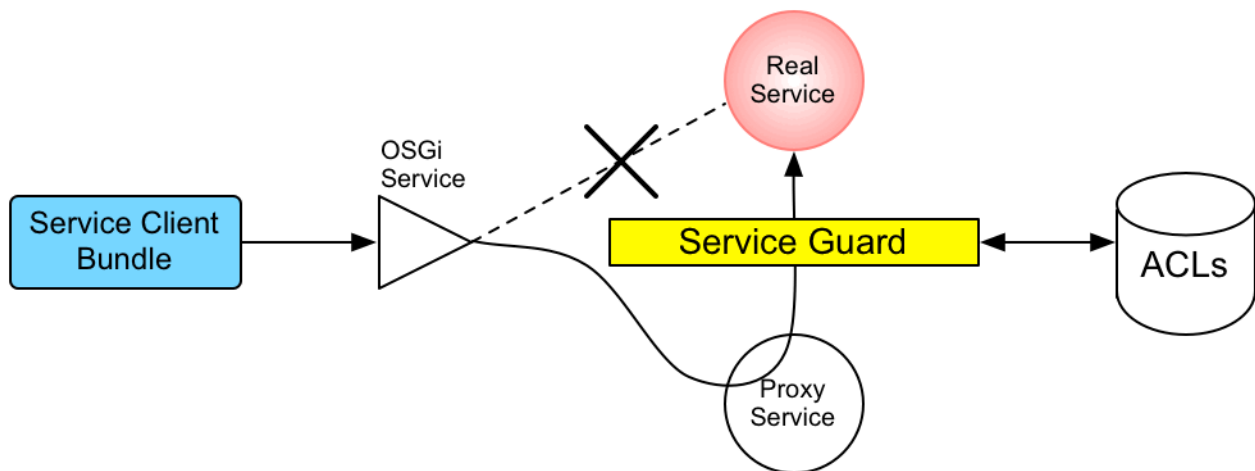 Real
Service
OSGi
Service
Service Client
Bundle
Service Guard
ACLs
Proxy
Service